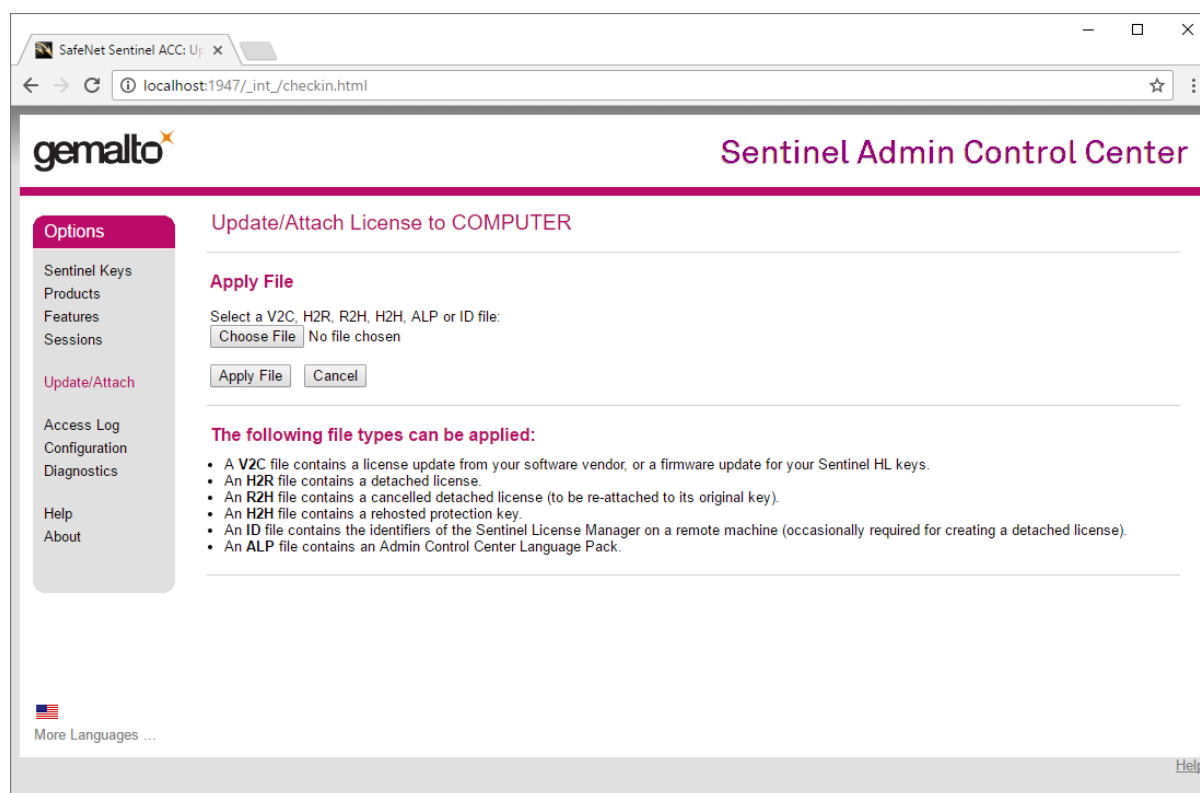 SafeNet Sentinel ACC: Up
localhost:1947/_int_/checkin.html
gemalto
Sentinel Admin Control Center
Options
Sentinel Keys
Products
Features
Sessions
Update/Attach
Access Log
Configuration
Diagnostics
Help
About
Update/Attach License to COMPUTER
Apply File
Select a V2C, H2R, R2H, H2H, ALP or ID file:
Choose File No file chosen
Apply File Cancel
The following file types can be applied:
• A V2C file contains a license update from your software vendor, or a firmware update for your Sentinel HL keys.
• An H2R file contains a detached license.
• An R2H file contains a cancelled detached license (to be re-attached to its original key).
• An H2H file contains a rehosted protection key.
• An ID file contains the identifiers of the Sentinel License Manager on a remote machine (occasionally required for creating a detached license).
• An ALP file contains an Admin Control Center Language Pack.
More Languages ...
Help